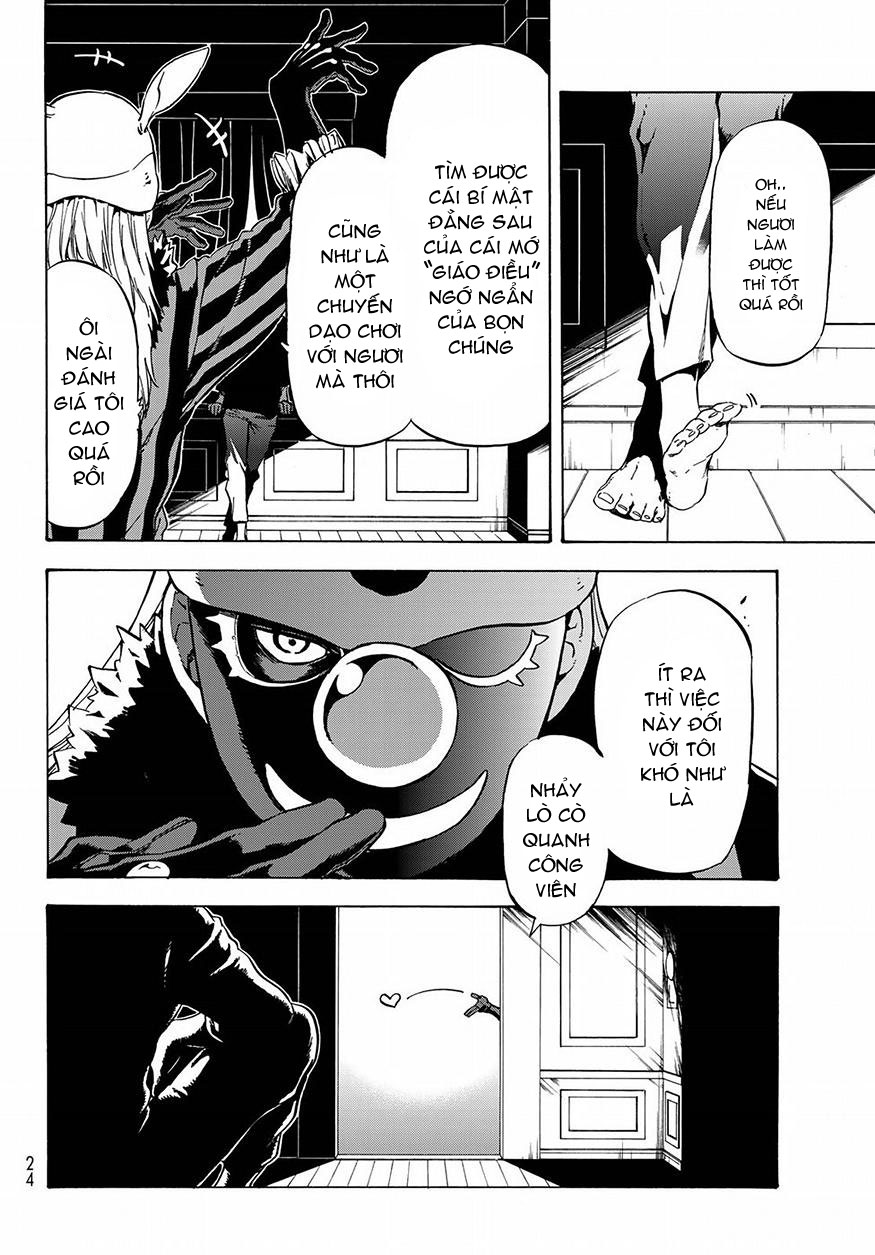 OH..
NẾU
NGƯƠI
LÀM
ĐƯỢC
THÌ TỐT
QUÁ RỒI
TÌM ĐƯỢC
CÁI BÍ MẬT
ĐẲNG SAU
CỦA CÁI MỚ
“GIÁO ĐIỀU”
NGỚ NGẨN
CỦA BỌN
CHÚNG
CŨNG
NHƯ LÀ
MỘT
CHUYẾN
DẠO CHƠI
VỚI NGƯƠI
MÀ THÔI
ÔI
NGÀI
ĐÁNH
GIÁ TÔI
CAO
QUÁ
RỒI
ÍT RA
THÌ VIỆC
NÀY ĐỐI
VỚI TÔI
KHÓ NHƯ
LÀ
NHẢY
LÒ CÒ
QUANH
CÔNG
VIÊN
24